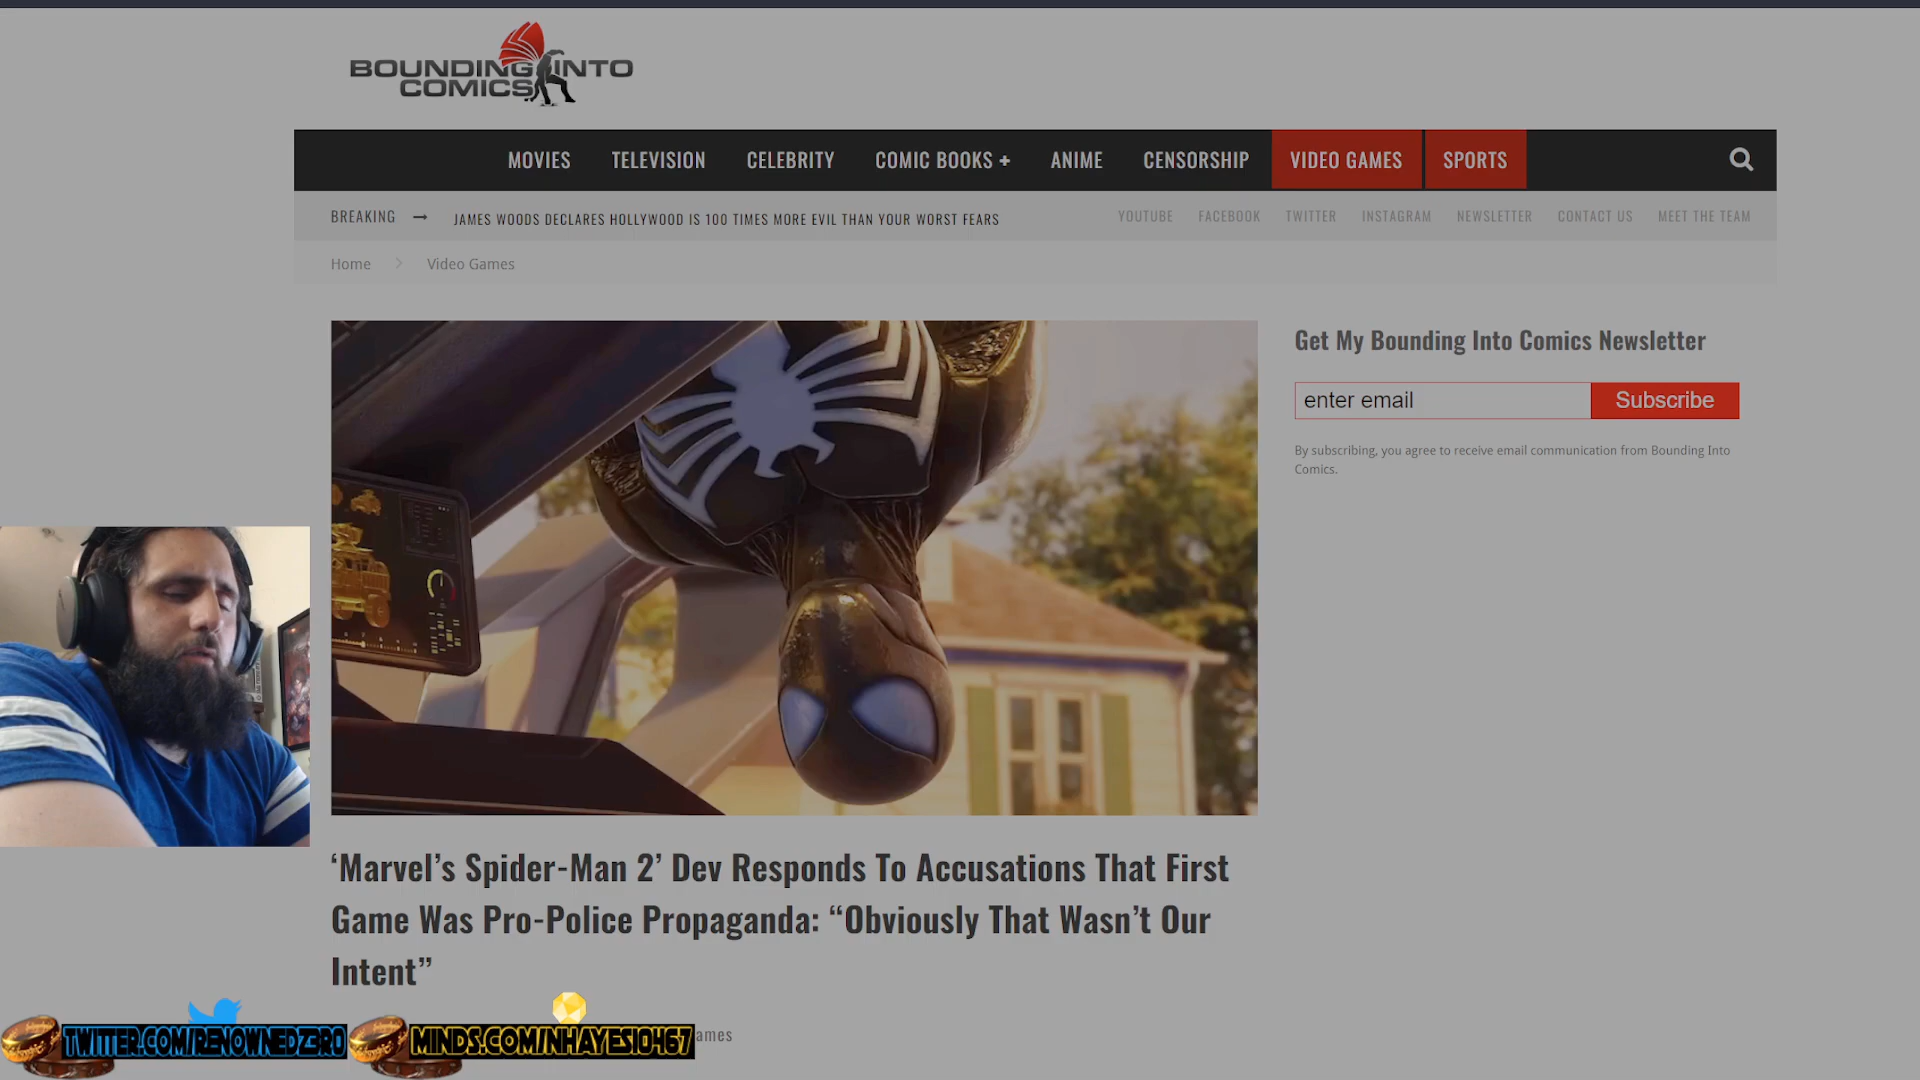 BOUNDING INTO
COMICS
MOVIES TELEVISION CELEBRITY COMIC BOOKS + ANIME CENSORSHIP VIDEO GAMES SPORTS
BREAKING → JAMES WOODS DECLARES HOLLYWOOD IS 100 TIMES MORE EVIL THAN YOUR WORST FEARS YOUTUBE FACEBOOK TWITTER INSTAGRAM NEWSLETTER CONTACT US MEET THE TEAM
Home > Video Games
Get My Bounding Into Comics Newsletter
enter email Subscribe
By subscribing, you agree to receive email communication from Bounding Into
Comics.
‘Marvel’s Spider-Man 2’ Dev Responds To Accusations That First
Game Was Pro-Police Propaganda: “Obviously That Wasn’t Our
Intent”
ames
TWITTER.COM/RENOWNEDZ3RO MINDS.COM/NHAYES10467